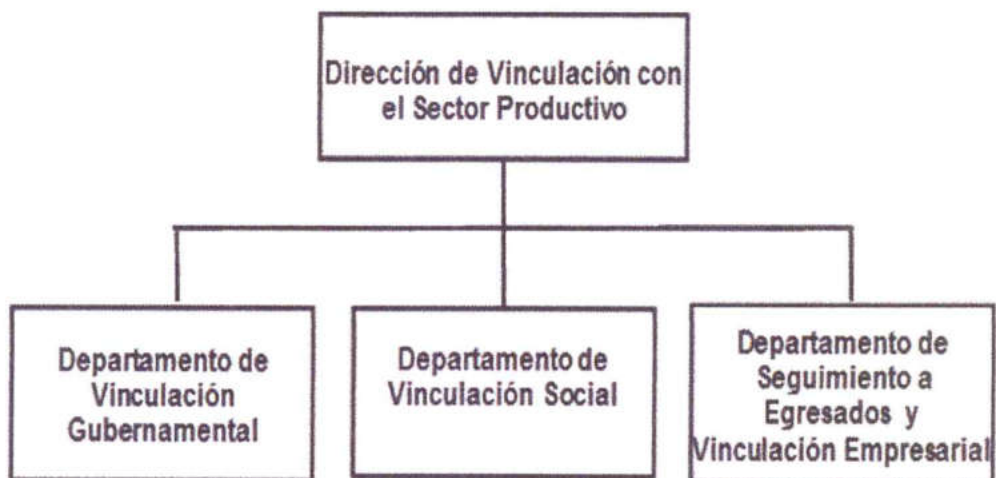 Dirección de Vinculación con
el Sector Productivo
Departamento de
Vinculación
Gubernamental
Departamento de
Vinculación Social
Departamento de
Seguimiento a
Egresados y
Vinculación Empresarial